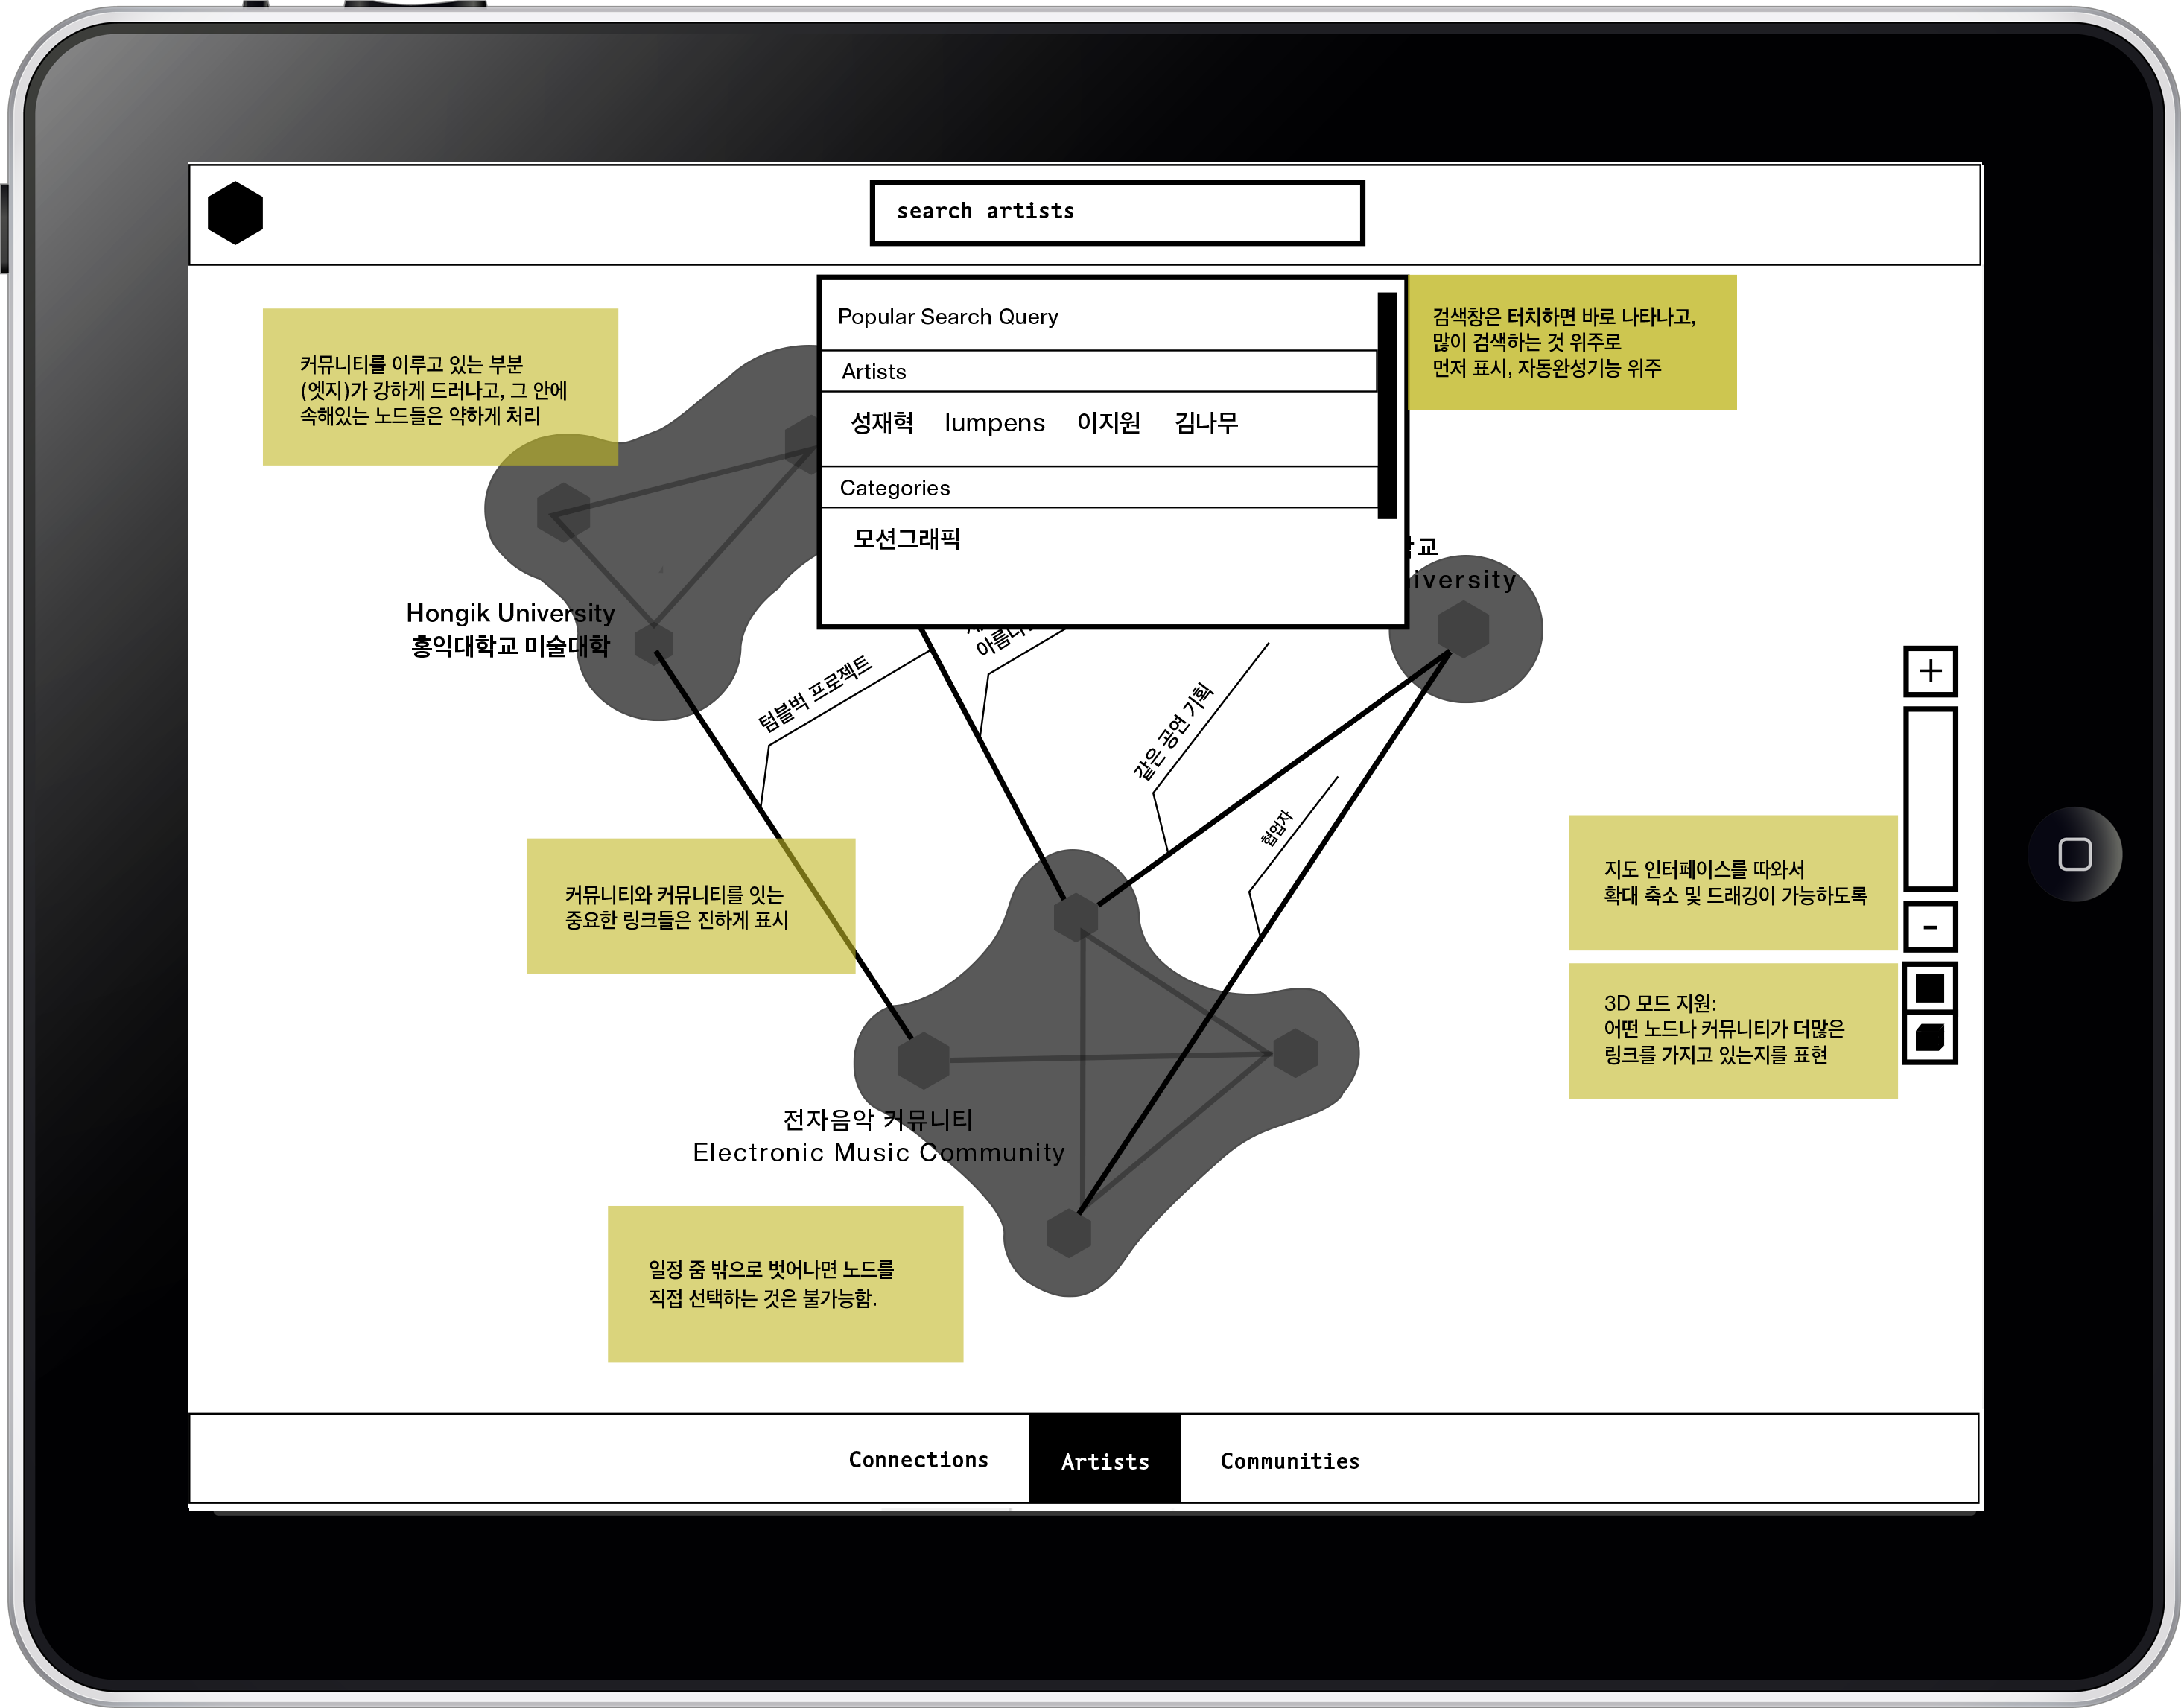 search artists
Popular Search Query
Artists
성재혁 lumpens 이지원 김나무
Categories
모션그래픽
검색창은 터치하면 바로 나타나고,
많이 검색하는 것 위주로
먼저 표시, 자동완성기능 위주
커뮤니티를 이루고 있는 부분
(엣지)가 강하게 드러나고, 그 안에
속해있는 노드들은 약하게 처리
Hongik University
홍익대학교 미술대학
텀블벅 프로젝트
같은 공연 기획
협업자
+
-
커뮤니티와 커뮤니티를 잇는
중요한 링크들은 진하게 표시
지도 인터페이스를 따와서
확대 축소 및 드래깅이 가능하도록
3D 모드 지원:
어떤 노드나 커뮤니티가 더많은
링크를 가지고 있는지를 표현
전자음악 커뮤니티
Electronic Music Community
일정 줌 밖으로 벗어나면 노드를
직접 선택하는 것은 불가능함.
Connections
Artists
Communities